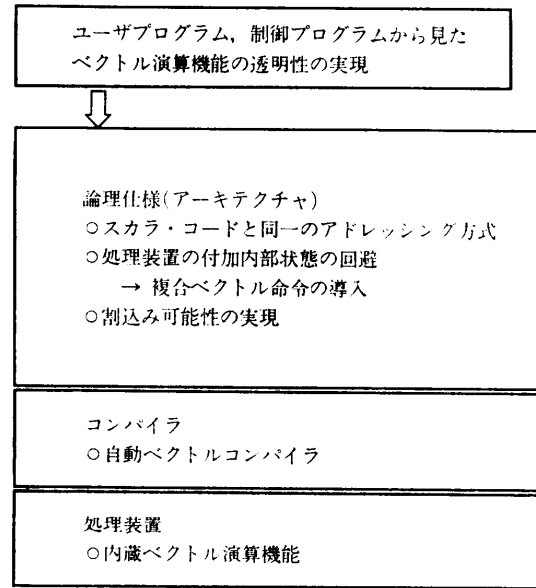 ユーザプログラム，制御プログラムから見た
ベクトル演算機能の透明性の実現
論理仕様(アーキテクチャ)
○スカラ・コードと同一のアドレッシング方式
○処理装置の付加内部状態の回避
→ 複合ベクトル命令の導入
○割込み可能性の実現
コンパイラ
○自動ベクトルコンパイラ
処理装置
○内蔵ベクトル演算機能